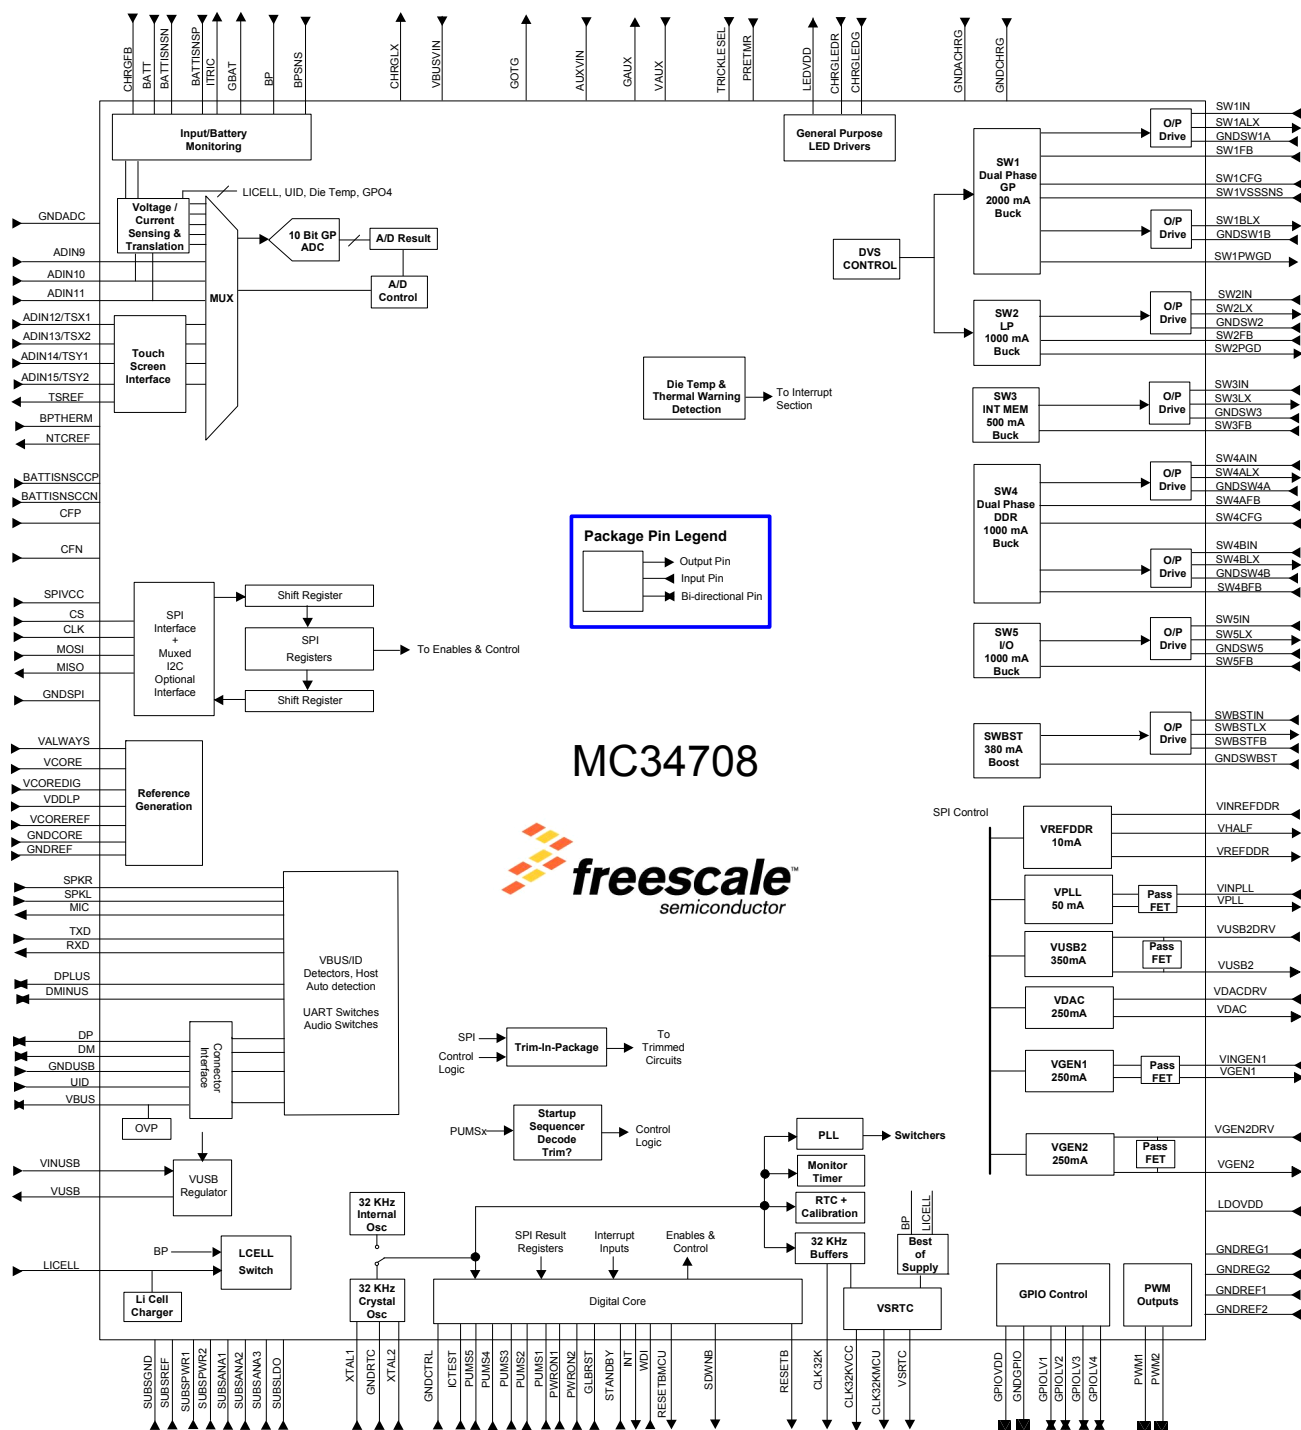 CHRGFB
BATT
BATTISNSN
BATTISNSP
ITRIC
GBAT
BP
BPSNS
CHRGLX
VBUSVIN
GOTG
AUXVIN
GAUX
VAUX
TRICKLESEL
PRETMR
LEDVDD
CHRGLEDR
CHRGLEDG
GNDACHRG
GNDCHRG
Input/Battery
Monitoring
General Purpose
LED Drivers
LICELL, UID, Die Temp, GPO4
Voltage /
Current
Sensing &
Translation
MUX
10 Bit GP
ADC
A/D Result
A/D
Control
Touch
Screen
Interface
GNDADC
ADIN9
ADIN10
ADIN11
ADIN12/TSX1
ADIN13/TSX2
ADIN14/TSY1
ADIN15/TSY2
TSREF
BPTHERM
NTCREF
BATTISNSCCP
BATTISNSCCN
CFP
CFN
SPIVCC
CS
CLK
MOSI
MISO
GNDSPI
SPI
Interface
+
Muxed
I2C
Optional
Interface
Shift Register
SPI
Registers
Shift Register
To Enables & Control
Die Temp &
Thermal Warning
Detection
To Interrupt
Section
Package Pin Legend
Output Pin
Input Pin
Bi-directional Pin
MC34708
freescale™
semiconductor
DVS
CONTROL
SW1
Dual Phase
GP
2000 mA
Buck
O/P
Drive
O/P
Drive
SW1IN
SW1ALX
GNDSW1A
SW1FB
SW1CFG
SW1VSSSNS
SW1BLX
GNDSW1B
SW1PWGD
SW2
LP
1000 mA
Buck
O/P
Drive
SW2IN
SW2LX
GNDSW2
SW2FB
SW2PGD
SW3
INT MEM
500 mA
Buck
O/P
Drive
SW3IN
SW3LX
GNDSW3
SW3FB
SW4
Dual Phase
DDR
1000 mA
Buck
O/P
Drive
O/P
Drive
SW4AIN
SW4ALX
GNDSW4A
SW4AFB
SW4CFG
SW4BIN
SW4BLX
GNDSW4B
SW4BFB
SW5
I/O
1000 mA
Buck
O/P
Drive
SW5IN
SW5LX
GNDSW5
SW5FB
SWBST
380 mA
Boost
O/P
Drive
SWBSTIN
SWBSTLX
SWBSTFB
GNDSWBST
SPI Control
VREFDDR
10mA
VINREFDDR
VHALF
VREFDDR
VPLL
50 mA
Pass
FET
VINPLL
VPLL
VUSB2
350mA
Pass
FET
VUSB2DRV
VUSB2
VDAC
250mA
VDACDRV
VDAC
VGEN1
250mA
Pass
FET
VINGEN1
VGEN1
VGEN2
250mA
Pass
FET
VGEN2DRV
VGEN2
LDOVDD
GNDREG1
GNDREG2
GNDREF1
GNDREF2
VALWAYS
VCORE
VCOREDIG
VDDLP
VCOREREF
GNDCORE
GNDREF
Reference
Generation
SPKR
SPKL
MIC
TXD
RXD
DPLUS
DMINUS
DP
DM
GNDUSB
UID
VBUS
VBUS/ID
Detectors, Host
Auto detection
UART Switches
Audio Switches
Connector
Interface
OVP
VINUSB
VUSB
VUSB
Regulator
SPI
Control
Logic
Trim-In-Package
To
Trimmed
Circuits
PUMSx
Startup
Sequencer
Decode
Trim?
Control
Logic
PLL
Switchers
Monitor
Timer
RTC +
Calibration
32 KHz
Buffers
BP
LICELL
Best
of
Supply
VSRTC
32 KHz
Internal
Osc
32 KHz
Crystal
Osc
SPI Result
Registers
Interrupt
Inputs
Enables &
Control
Digital Core
BP
LICELL
LCELL
Switch
Li Cell
Charger
GPIO Control
PWM
Outputs
SUBSGND
SUBSREF
SUBSPWR1
SUBSPWR2
SUBSANA1
SUBSANA2
SUBSANA3
SUBSLDO
XTAL1
GNDRTC
XTAL2
GNDCTRL
ICTEST
PUMS5
PUMS4
PUMS3
PUMS2
PUMS1
PWRON1
PWRON2
GLBRST
STANDBY
INT
WDI
RESETBMCU
SDWNB
RESETB
CLK32K
CLK32KVCC
CLK32KMCU
VSRTC
GPIOVDD
GNDGPIO
GPIOLV1
GPIOLV2
GPIOLV3
GPIOLV4
PWM1
PWM2